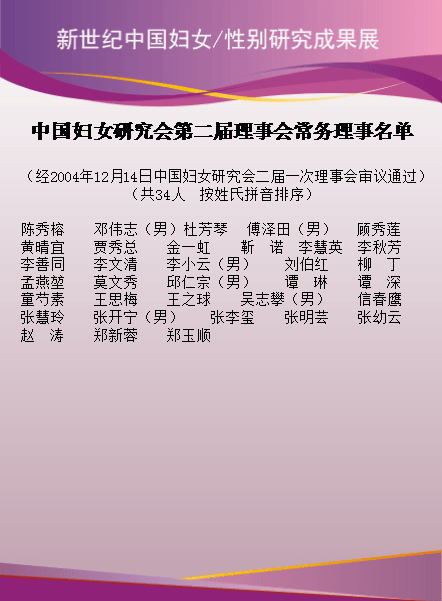 新世纪中国妇女/性别研究成果展
中国妇女研究会第二届理事会常务理事名单
（经2004年12月14日中国妇女研究会二届一次理事会审议通过）
（共34人　按姓氏拼音排序）
陈秀榕　邓伟志（男）杜芳琴　傅泽田（男）　顾秀莲
黄晴宜　贾秀总　金一虹　靳　诺　李慧英　李秋芳
李善同　李文清　李小云（男）　刘伯红　柳　丁
孟燕堃　莫文秀　邱仁宗（男）　谭　琳　谭　深
童芍素　王思梅　王之球　吴志攀（男）　信春鹰
张慧玲　张开宁（男）　张李玺　张明芸　张幼云
赵　涛　郑新蓉　郑玉顺